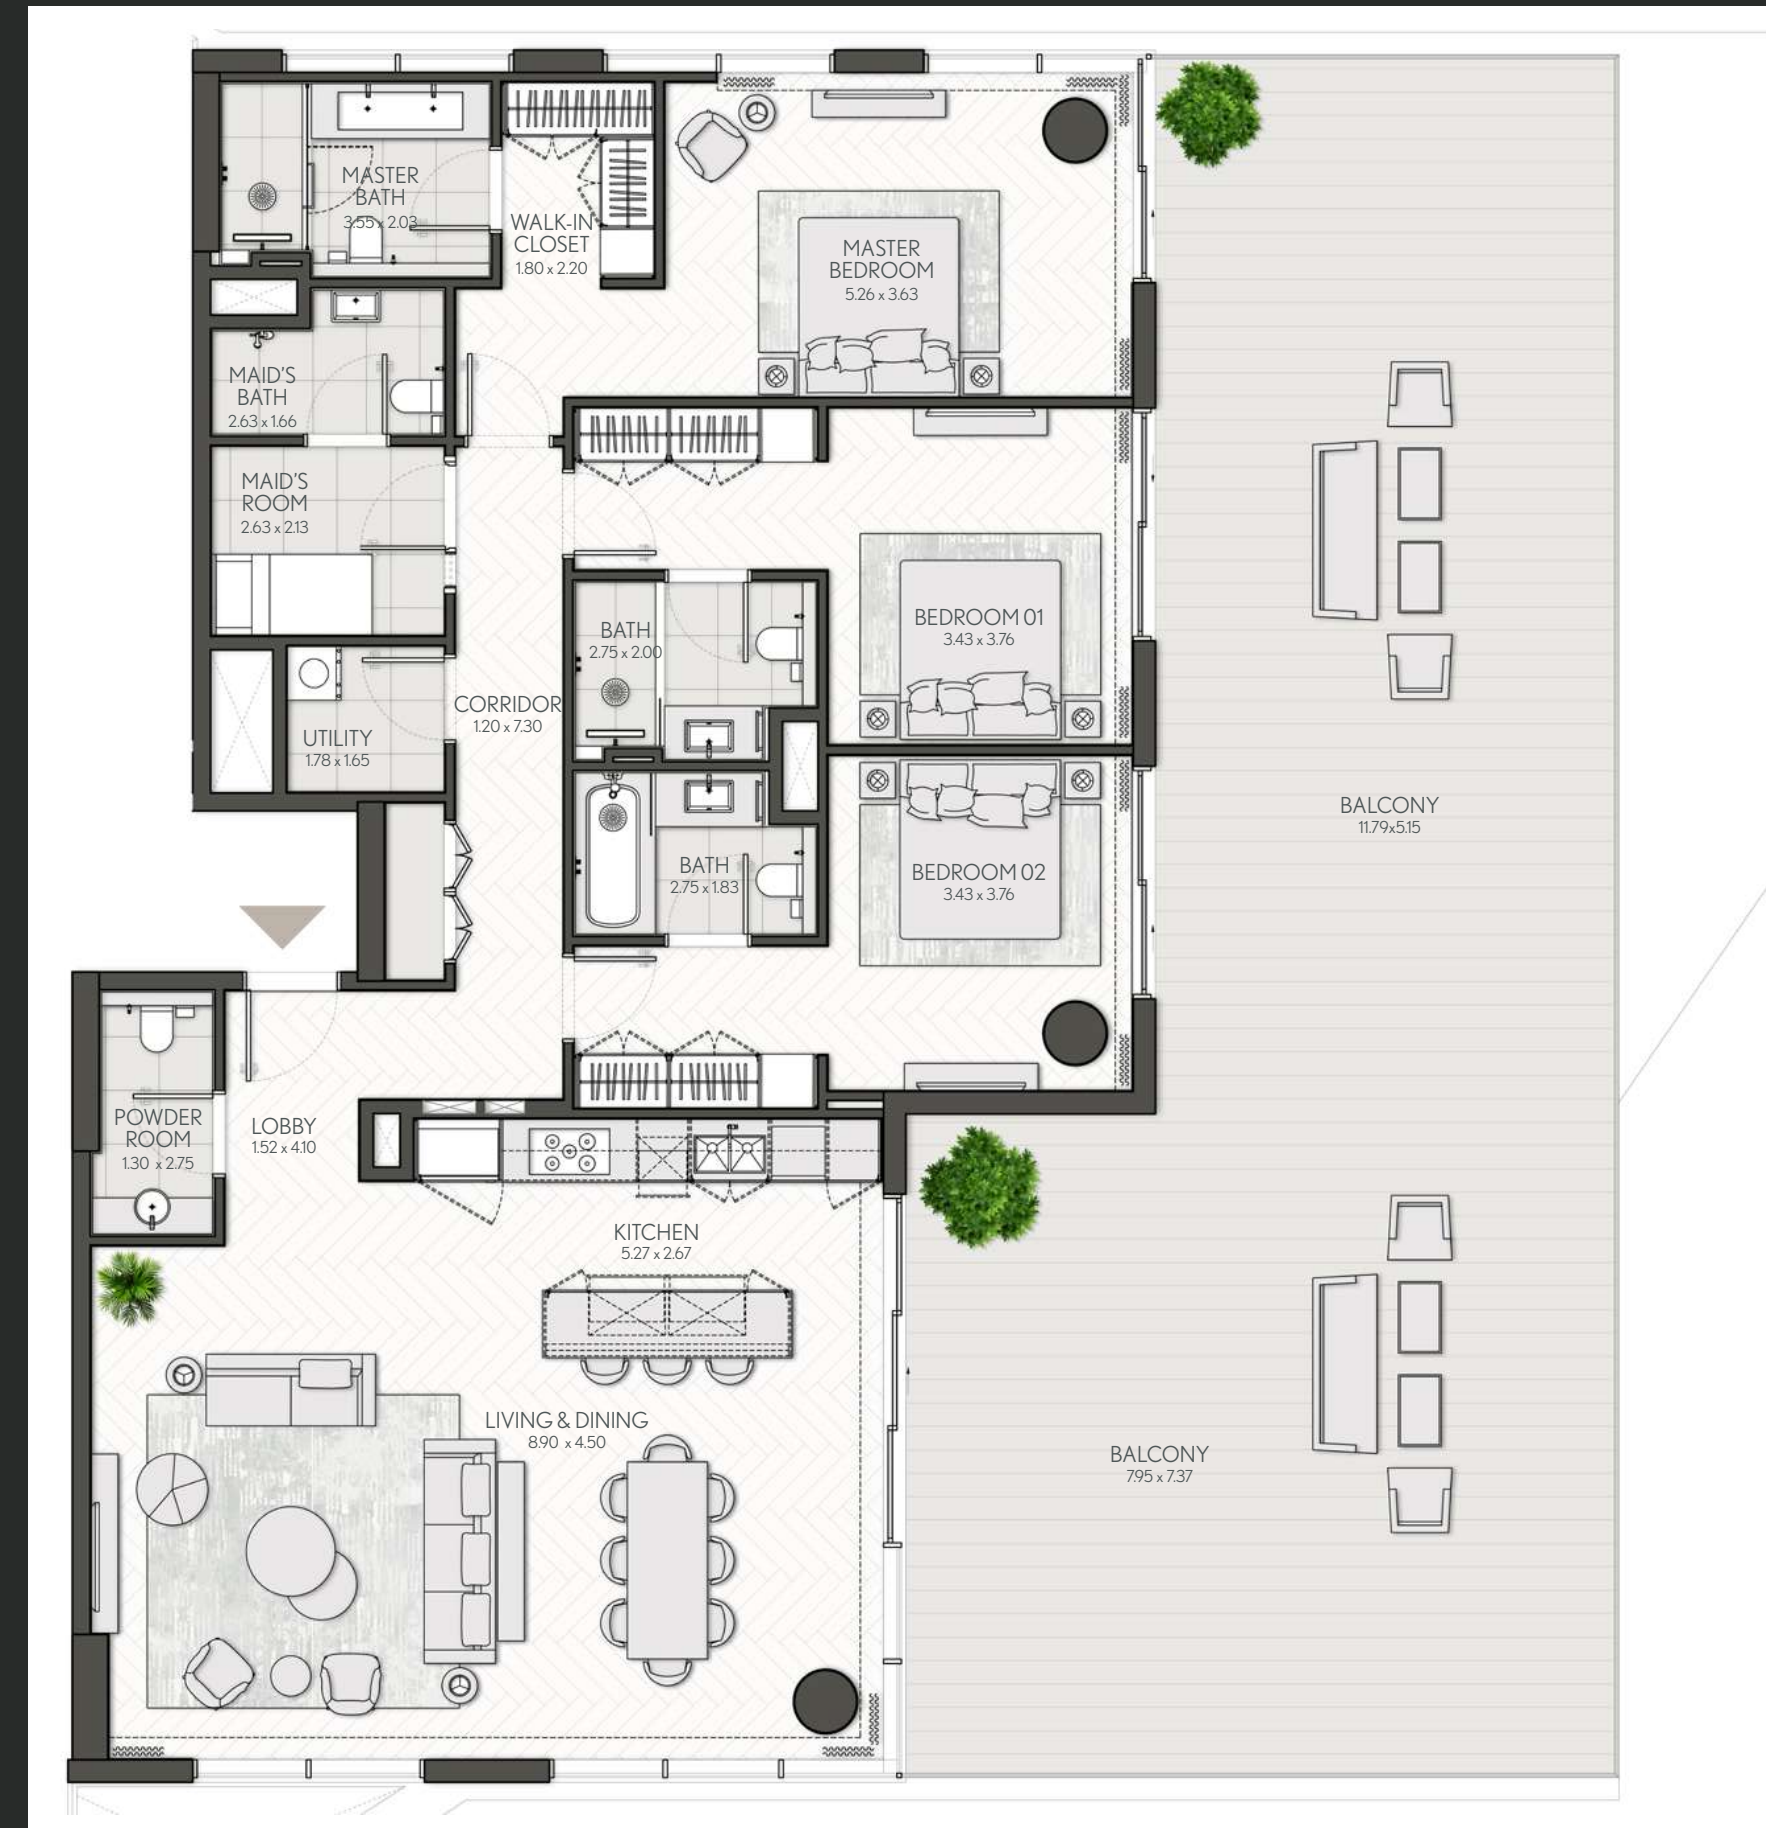 MASTER
BATH
3.55 x 2.03
WALK-IN
CLOSET
1.80 x 2.20
MASTER
BEDROOM
5.26 x 3.63
MAID'S
BATH
2.63 x 1.66
MAID'S
ROOM
2.63 x 2.13
BATH
2.75 x 2.00
BEDROOM 01
3.43 x 3.76
CORRIDOR
1.20 x 7.30
UTILITY
1.78 x 1.65
BALCONY
11.79x5.15
BATH
2.75 x 1.83
BEDROOM 02
3.43 x 3.76
POWDER
ROOM
1.30 x 2.75
LOBBY
1.52 x 4.10
KITCHEN
5.27 x 2.67
LIVING & DINING
8.90 x 4.50
BALCONY
7.95 x 7.37